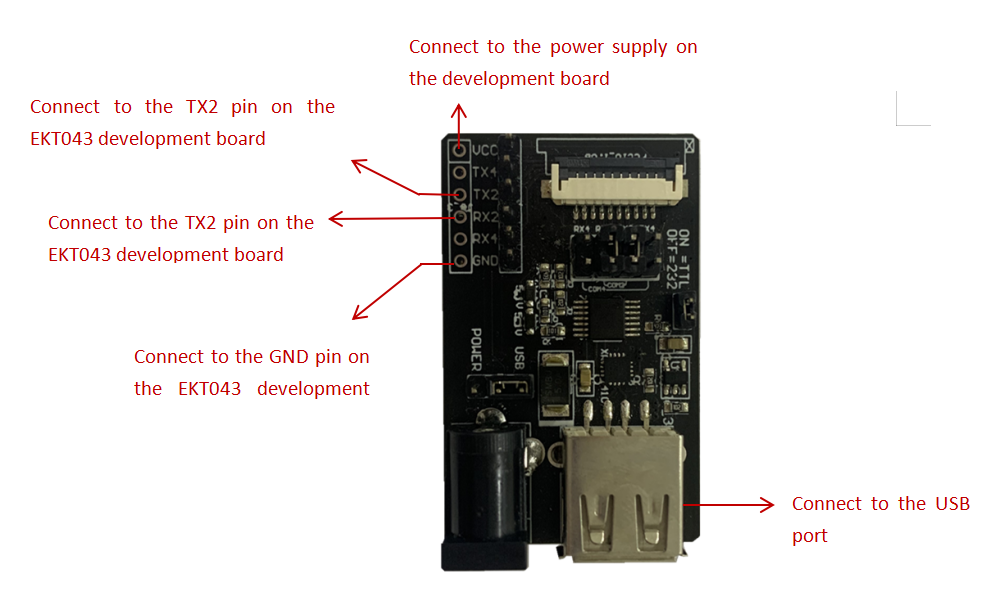 Connect to the power supply on
the development board
Connect to the TX2 pin on the
EKT043 development board
Connect to the TX2 pin on the
EKT043 development board
Connect to the GND pin on
the EKT043 development
Connect to the USB
port
VCC
TX4
TX2
RX2
RX4
GND
ON=TTL
OFF=232
POWER
USB